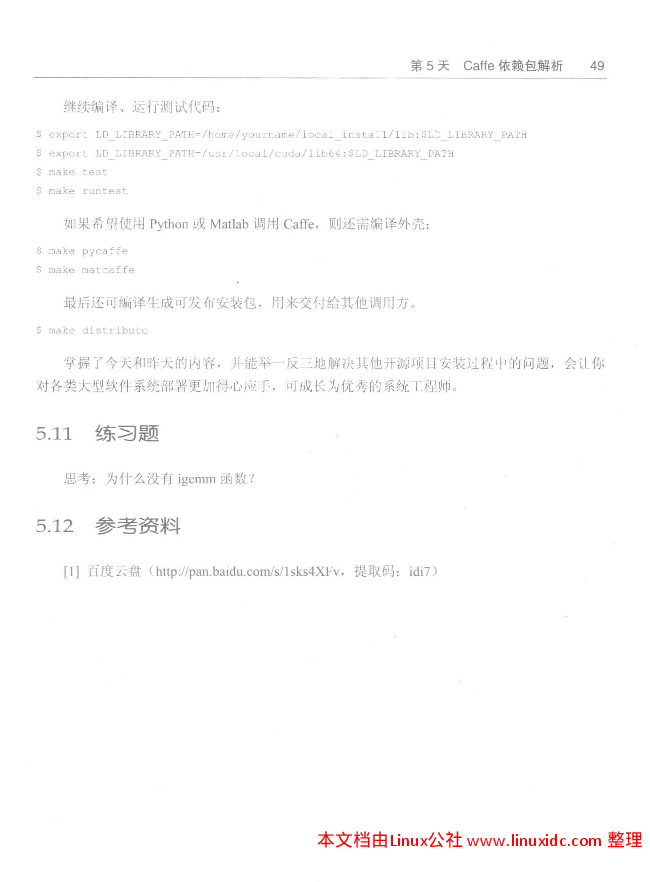 第 5 天 Caffe 依赖包解析 49
继续编译、运行测试代码：
$ export LD_LIBRARY_PATH=/home/yourname/local_install/lib:$LD_LIBRARY_PATH
$ export LD_LIBRARY_PATH=/usr/local/cuda/lib64:$LD_LIBRARY_PATH
$ make test
$ make runtest
如果希望使用 Python 或 Matlab 调用 Caffe，则还需编译外壳：
$ make pycaffe
$ make matcaffe
最后还可编译生成可发布安装包，用来交付给其他调用方。
$ make distribute
掌握了今天和昨天的内容，并能举一反三地解决其他开源项目安装过程中的问题，会让你
对各类大型软件系统部署更加得心应手，可成长为优秀的系统工程师。
5.11 练习题
思考：为什么没有 igemm 函数？
5.12 参考资料
[1] 百度云盘（http://pan.baidu.com/s/1sks4XFv，提取码：idi7）
本文档由Linux公社 www.linuxidc.com 整理